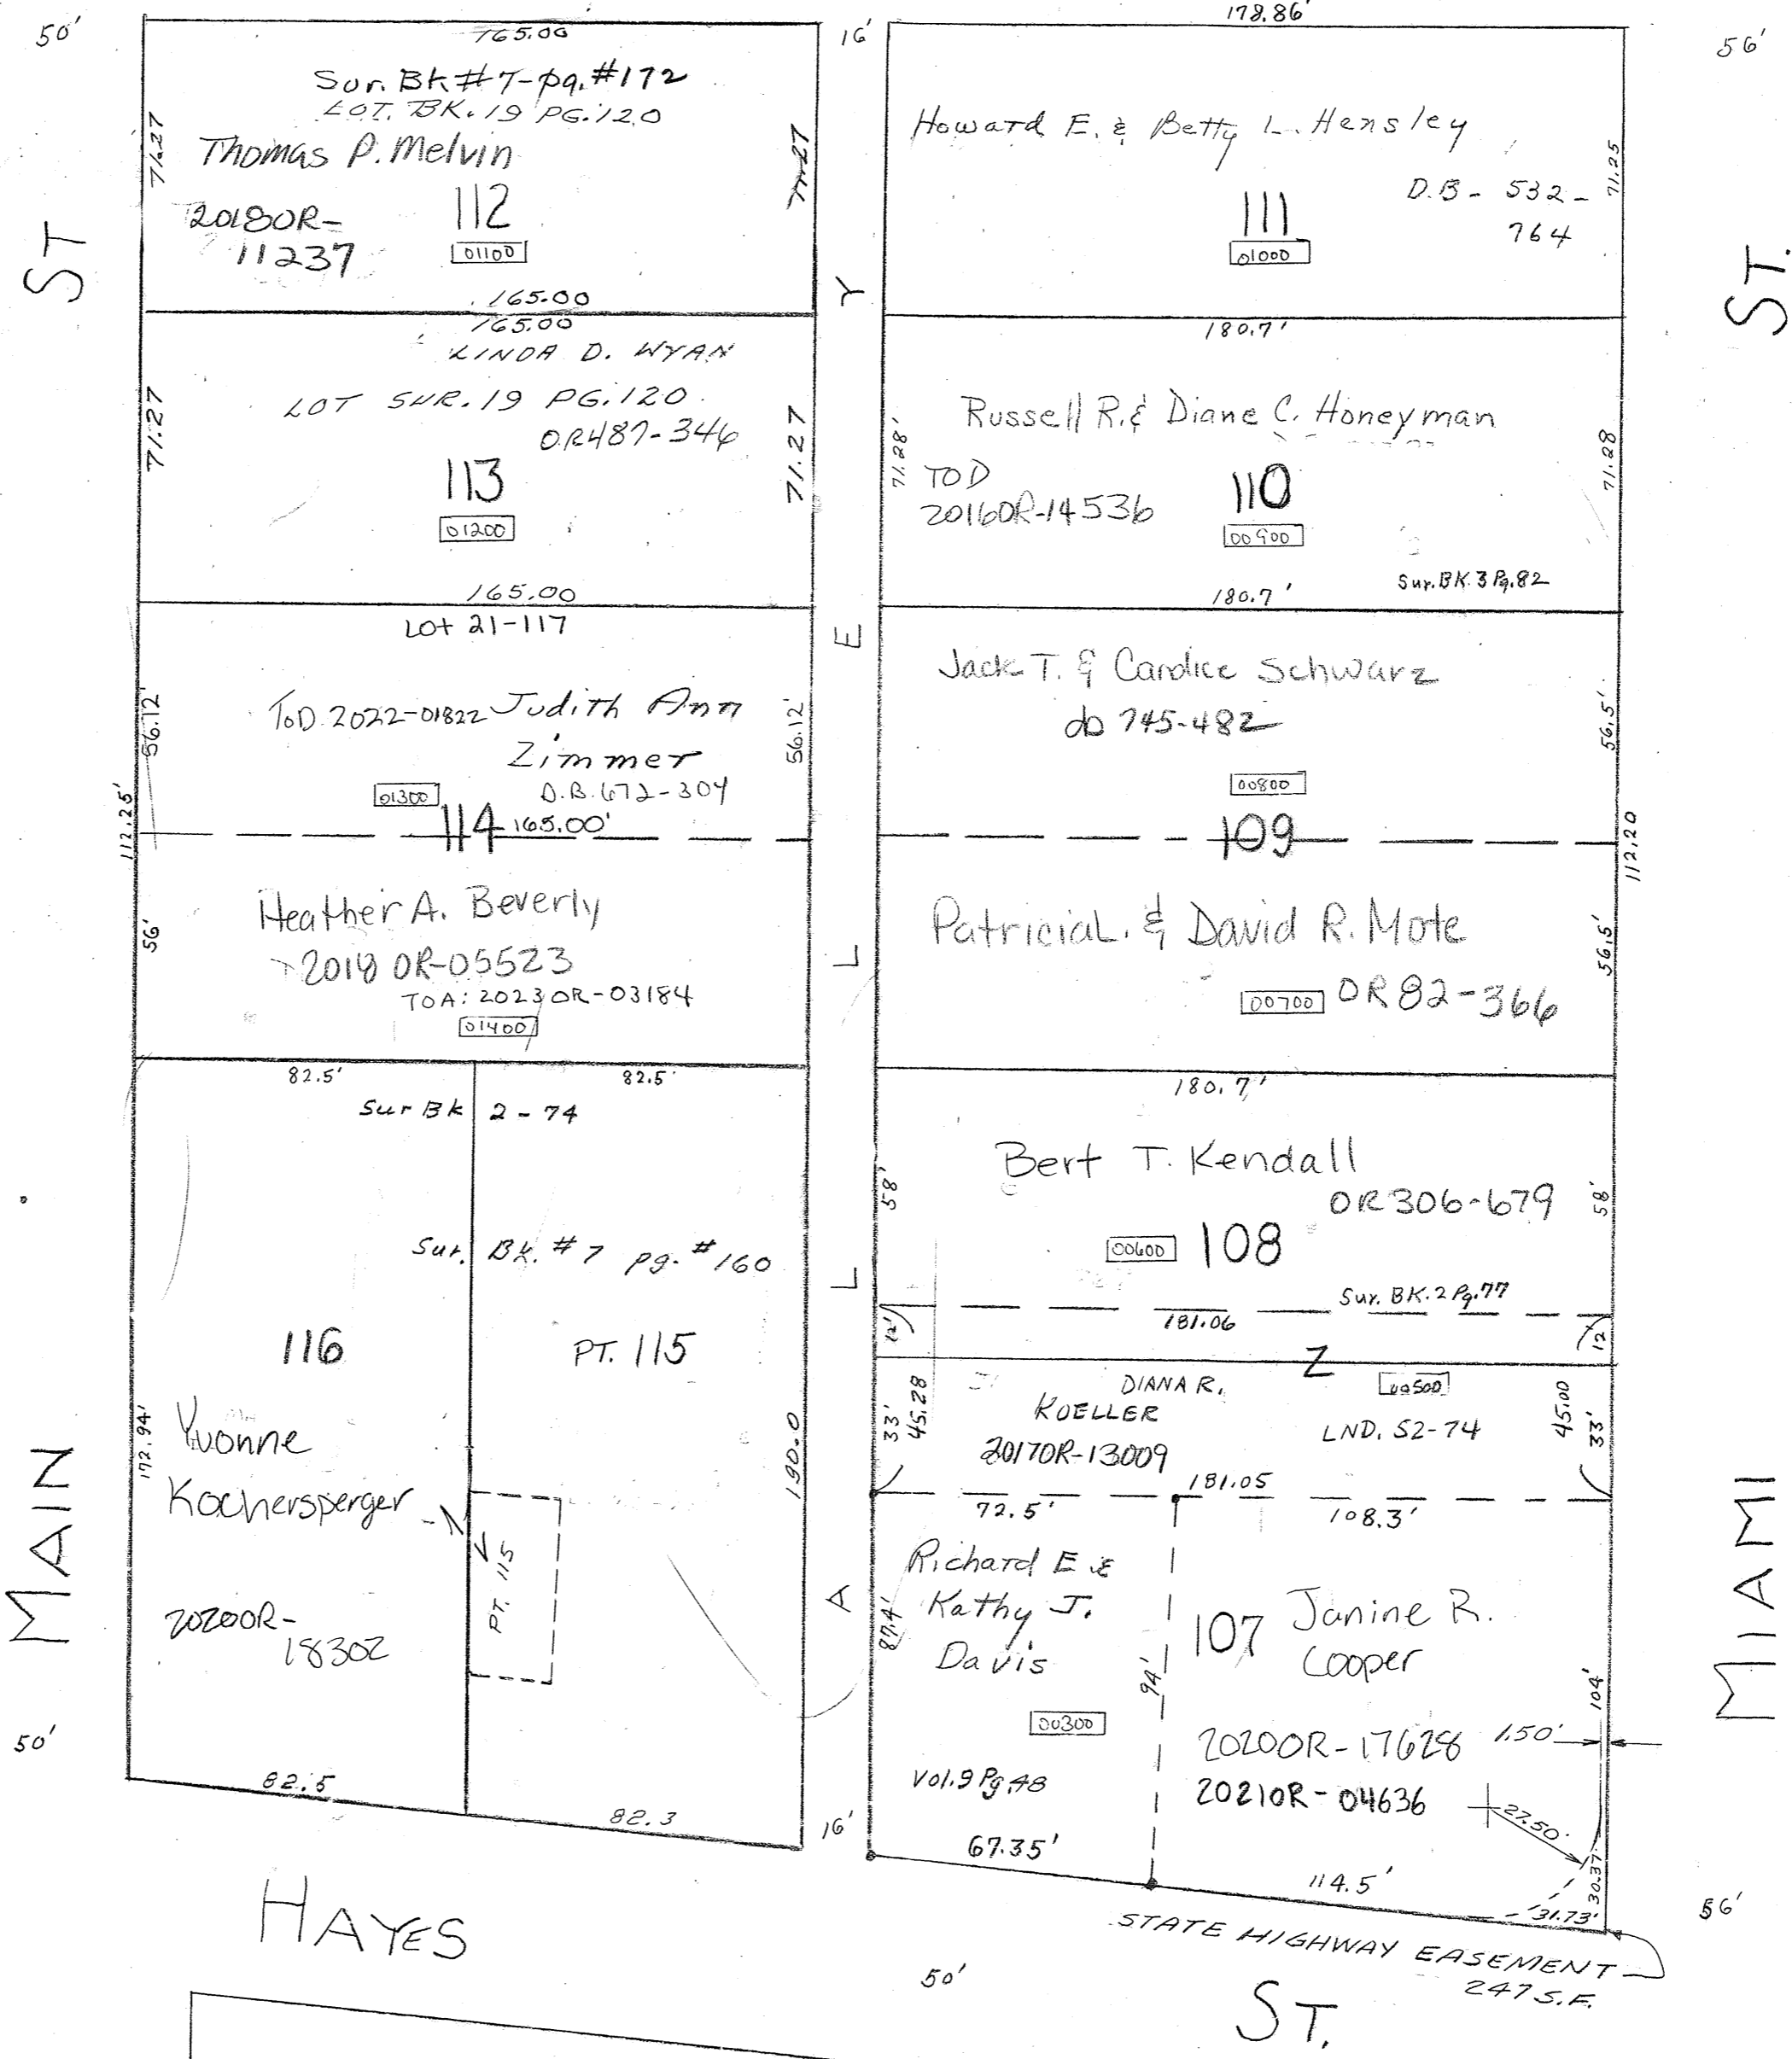 50'
165.00
16'
178.86'
56'
Sur. Bk #7-pg. #172
LOT. BK. 19 PG. 120
Thomas P. Melvin
2018OR-
11237
112
01100
71.27
71.27
165.00
ST
Howard E. & Betty L. Hensley
D.B - 532 -
764
111
01000
71.25
ST.
165.00
LINDA D. WYAN
LOT SUR. 19 PG. 120
OR487-346
113
01200
71.27
71.27
165.00
180.7'
Russell R. & Diane C. Honeyman
TOD
2016OR-14536
110
00900
71.28'
71.28
Sur. BK. 3 Pg. 82
180.7'
Lot 21-117
TOD. 2022-01822 Judith Ann
Zimmer
D.B. 672-304
01300
114
165.00'
56.12'
56.12'
112.25'
56'
Heather A. Beverly
2018 OR-05523
TOA: 2023 OR-03184
01400
Jack T. & Candice Schwarz
db 745-482
00800
109
56.5'
112.20
Patricia L. & David R. Mote
00700
OR 82-366
56.5'
82.5'
82.5'
Sur Bk 2-74
Sur. Bk. #7 pg. #160
116
PT. 115
Yvonne
Kochersperger
2020OR-
18302
PT. 115
172.94'
190.0
82.5
82.3
180.7'
Bert T. Kendall
OR 306-679
00600
108
58'
58'
Sur. BK. 2 Pg. 77
181.06
12'
12'
Z
DIANA R.
KOELLER
2017OR-13009
00500
LND. 52-74
33'
45.28
45.00
33'
181.05
72.5'
108.3'
Richard E &
Kathy J.
Davis
00300
Vol. 9 Pg. 48
87.4'
94'
67.35'
107
Janine R.
Cooper
2020OR-17628
2021OR-04636
104'
1.50'
27.50'
30.37'
31.73'
114.5'
ALLEY
MAIN
MIAMI
50'
16'
56'
STATE HIGHWAY EASEMENT
247 S.F.
HAYES
50'
ST.